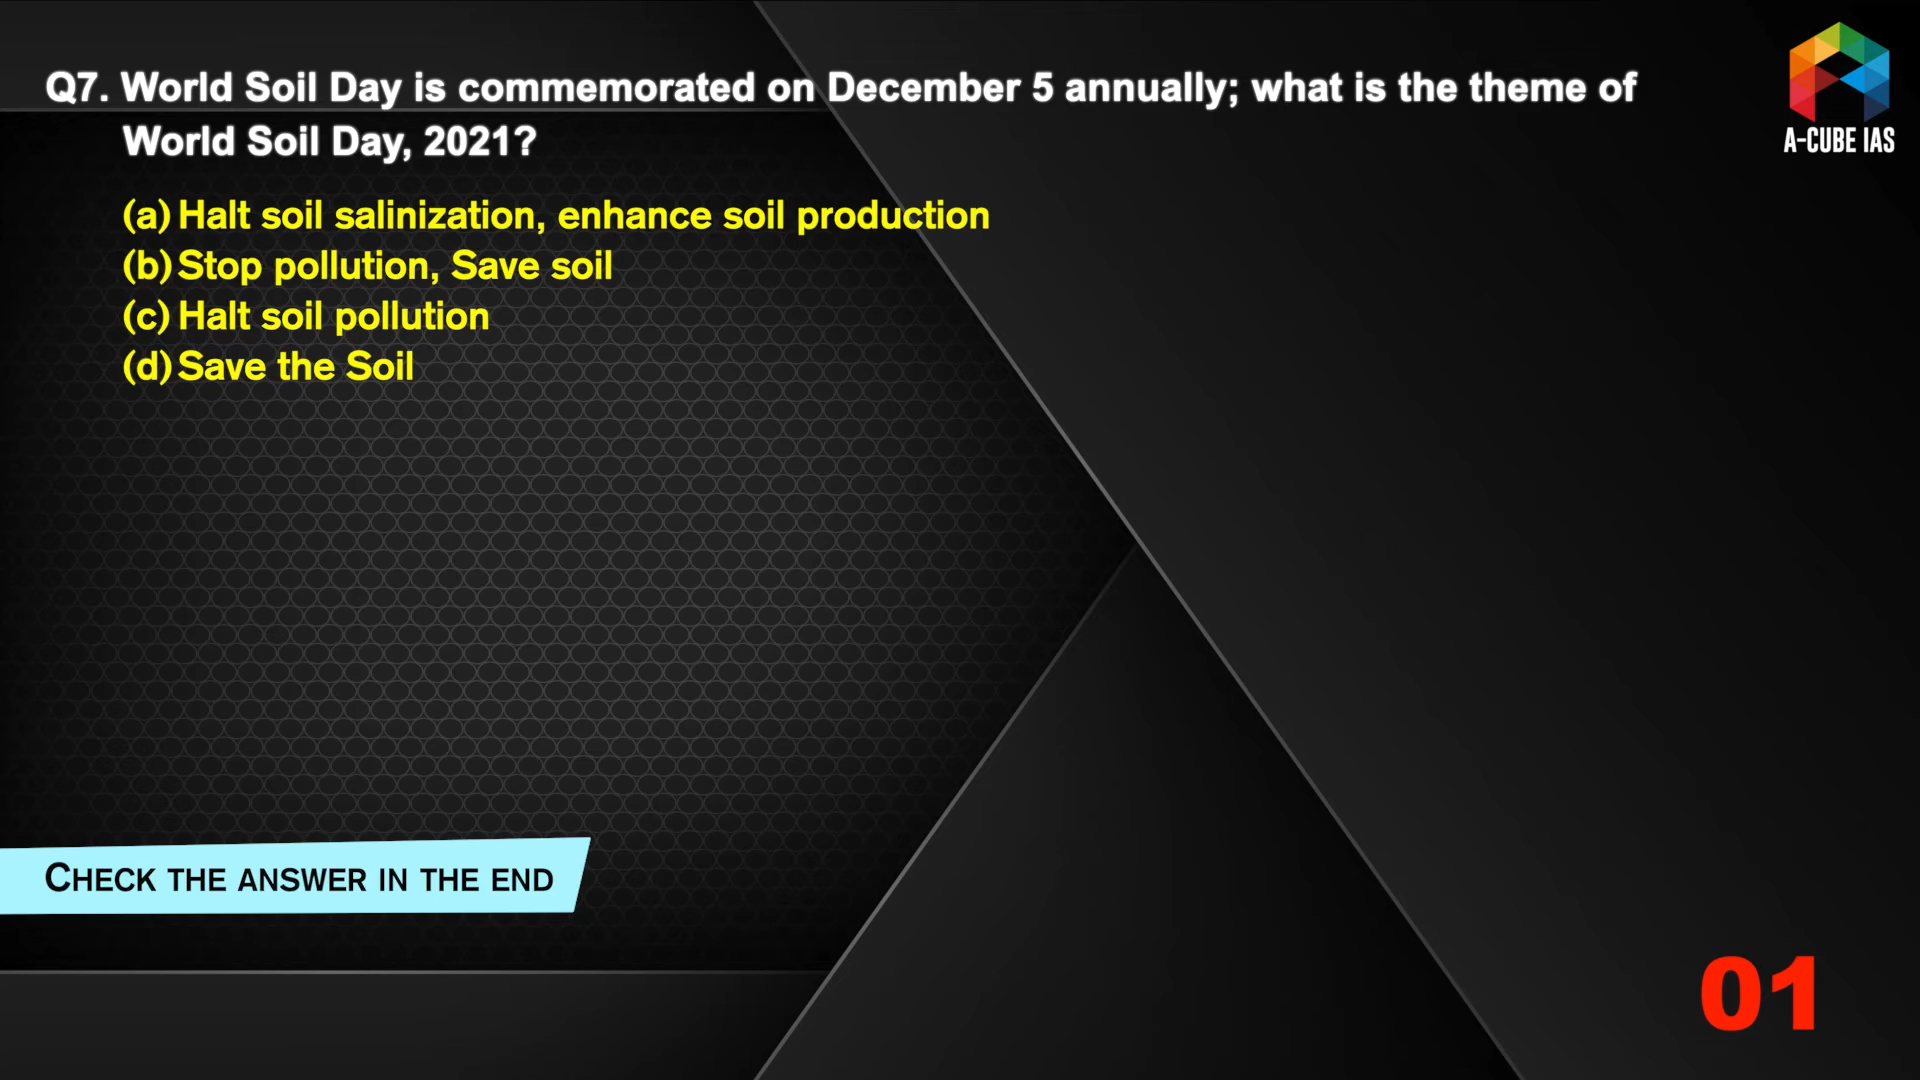 Q7. World Soil Day is commemorated on December 5 annually; what is the theme of
World Soil Day, 2021?
A-CUBE IAS
(a) Halt soil salinization, enhance soil production
(b) Stop pollution, Save soil
(c) Halt soil pollution
(d) Save the Soil
CHECK THE ANSWER IN THE END
01